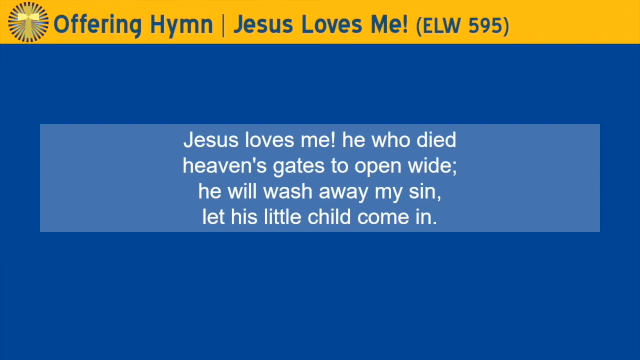 Offering Hymn | Jesus Loves Me! (ELW 595)
Jesus loves me! he who died
heaven's gates to open wide;
he will wash away my sin,
let his little child come in.